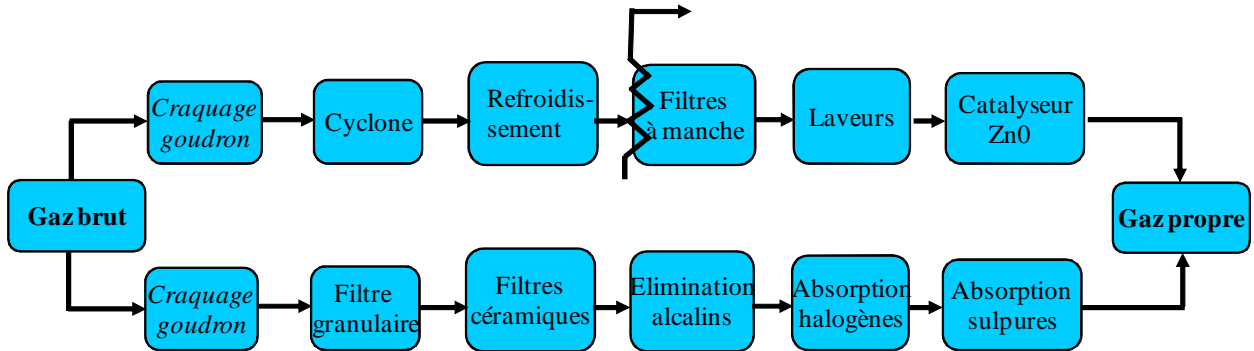 Craquage
goudron
Cyclone
Refroidis-
sement
Filtres
à manche
Laveurs
Catalyseur
Zn0
Gaz brut
Gaz propre
Craquage
goudron
Filtre
granulaire
Filtres
céramiques
Elimination
alcalins
Absorption
halogènes
Absorption
sulpures